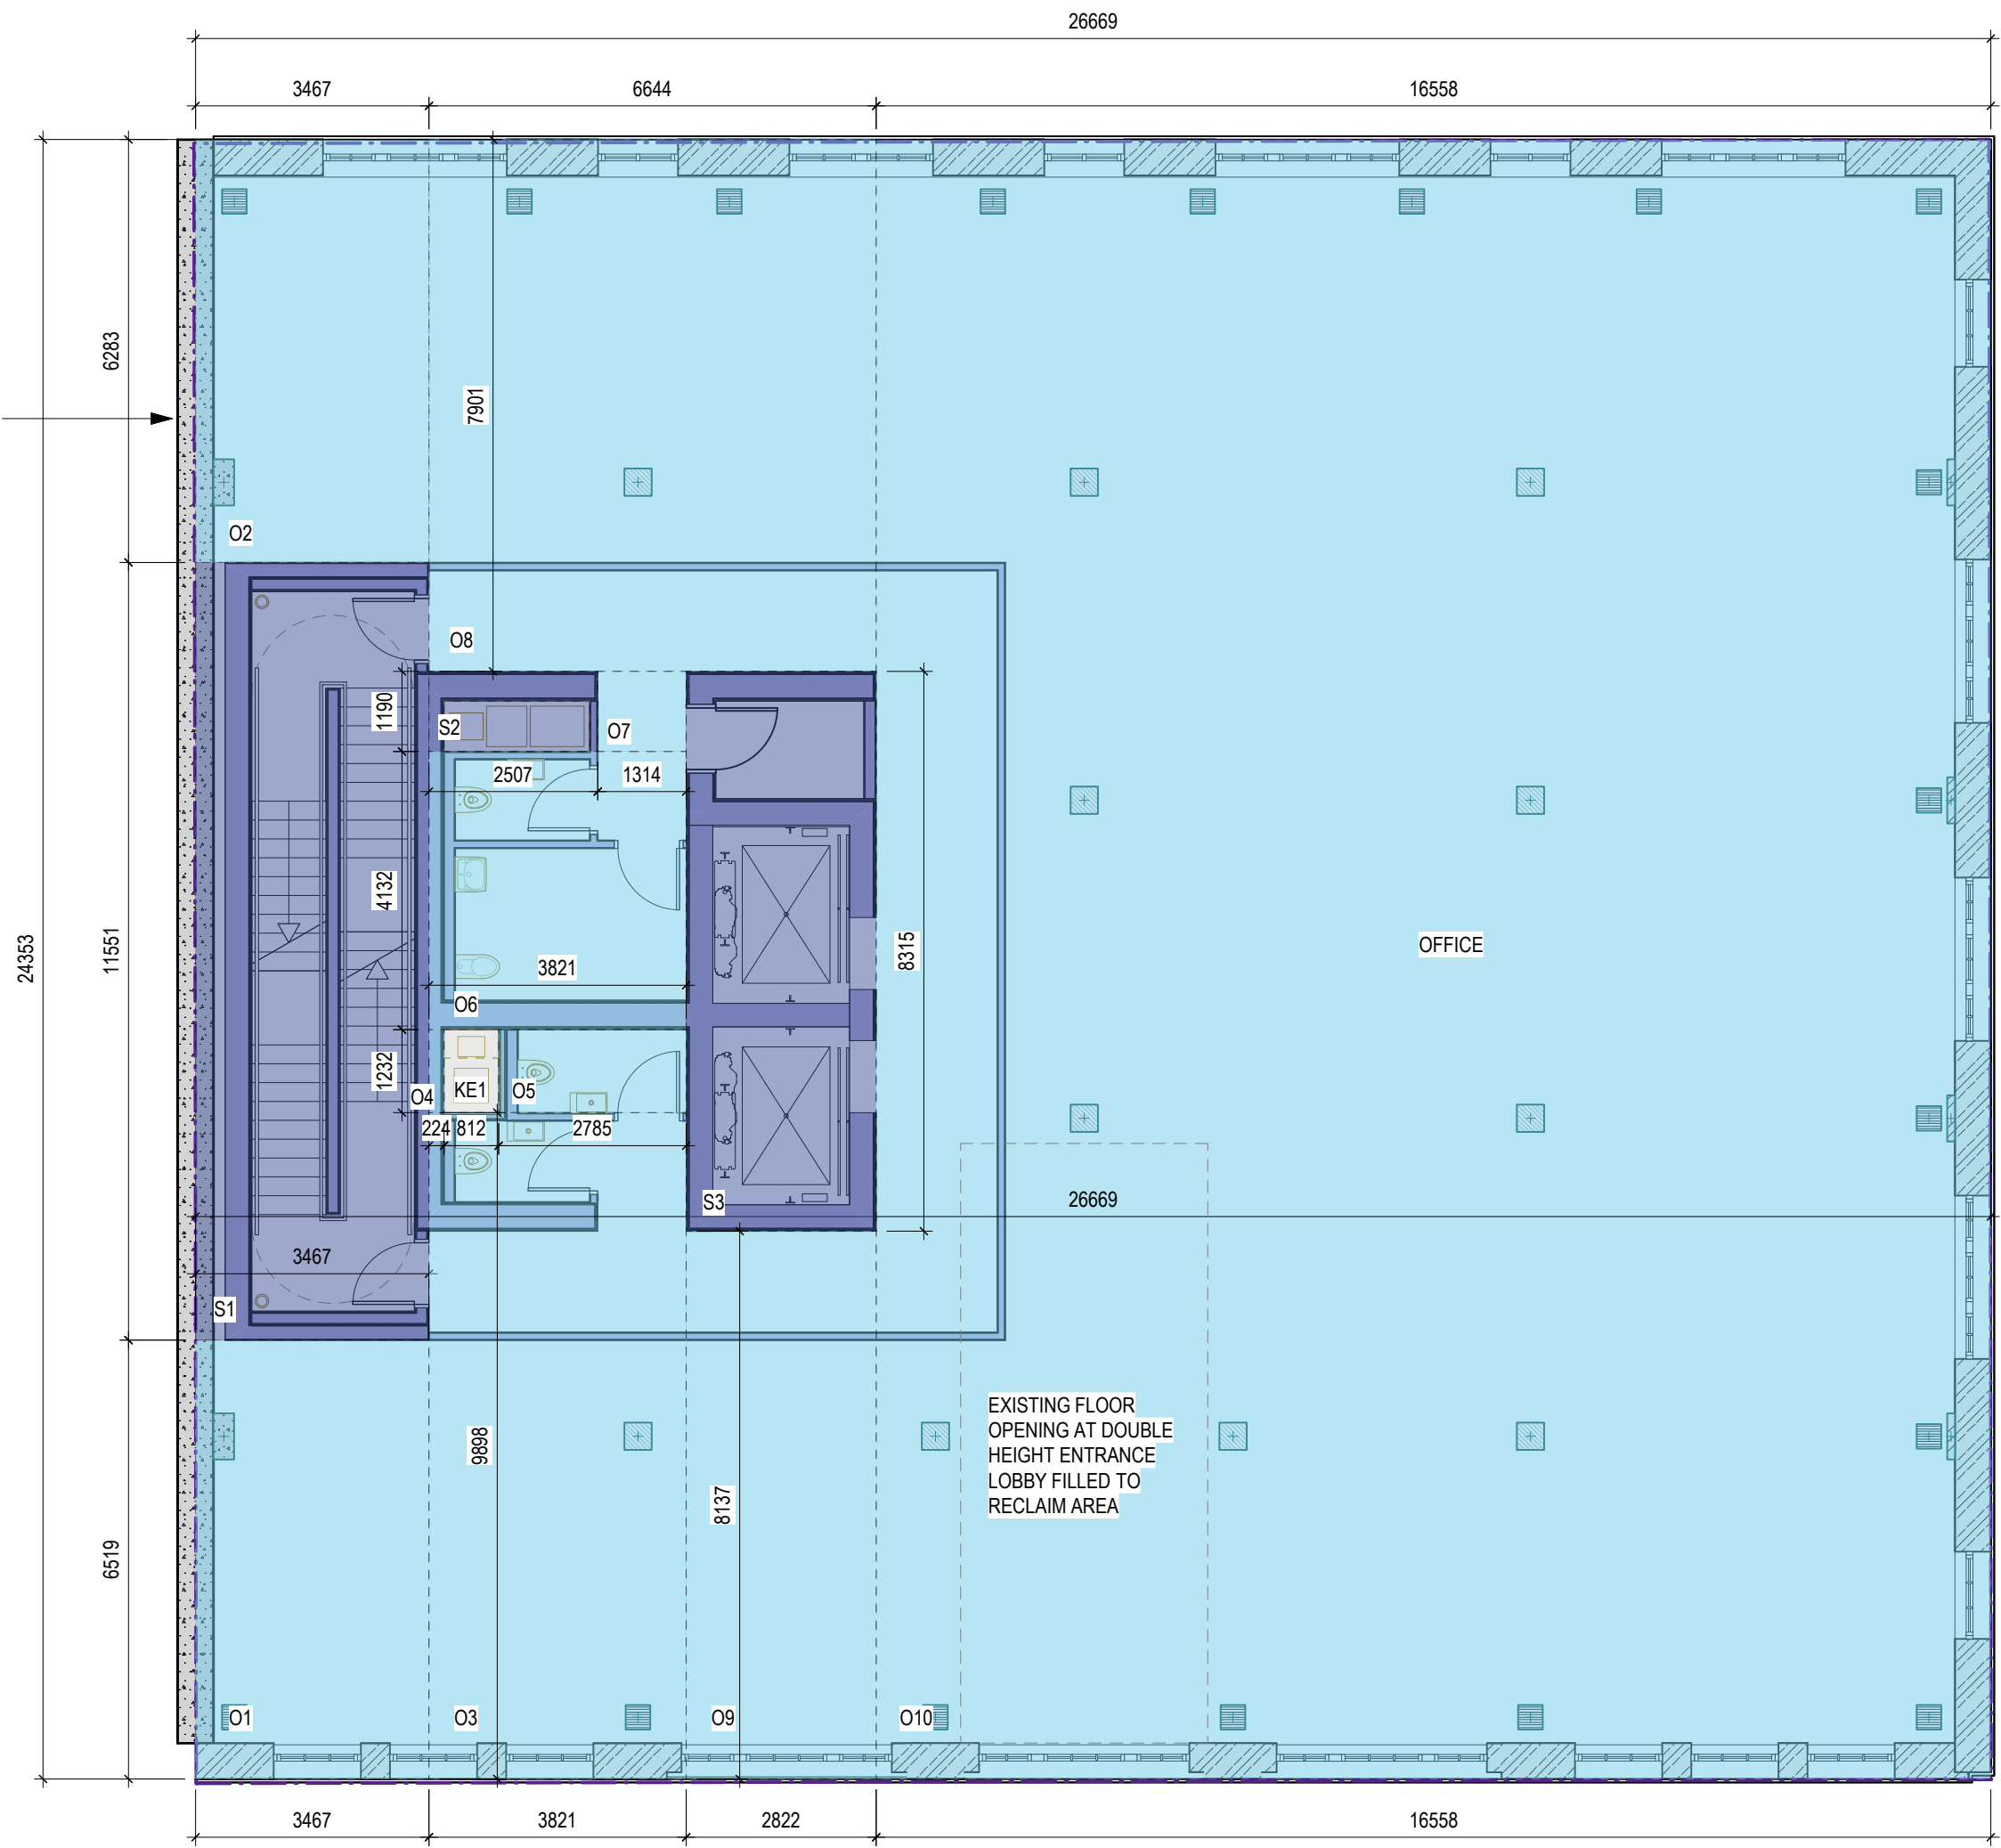 26669
3467
6644
16558
6283
7901
O2
O8
1190
S2
O7
2507
1314
4132
24353
11551
8315
OFFICE
3821
O6
1232
O4
KE1
O5
224
812
2785
S3
26669
3467
S1
EXISTING FLOOR
OPENING AT DOUBLE
HEIGHT ENTRANCE
LOBBY FILLED TO
RECLAIM AREA
9898
8137
6519
O1
O3
O9
O10
3467
3821
2822
16558